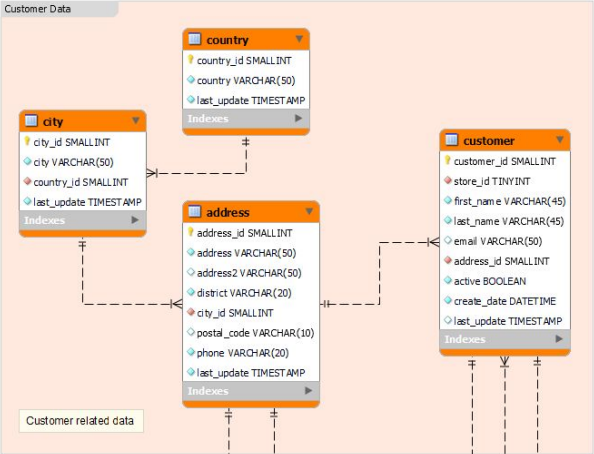 Customer Data
country
country_id SMALLINT
country VARCHAR(50)
last_update TIMESTAMP
Indexes
city
city_id SMALLINT
city VARCHAR(50)
country_id SMALLINT
last_update TIMESTAMP
Indexes
customer
customer_id SMALLINT
store_id TINYINT
first_name VARCHAR(45)
last_name VARCHAR(45)
email VARCHAR(50)
address_id SMALLINT
active BOOLEAN
create_date DATETIME
last_update TIMESTAMP
Indexes
address
address_id SMALLINT
address VARCHAR(50)
address2 VARCHAR(50)
district VARCHAR(20)
city_id SMALLINT
postal_code VARCHAR(10)
phone VARCHAR(20)
last_update TIMESTAMP
Indexes
Customer related data